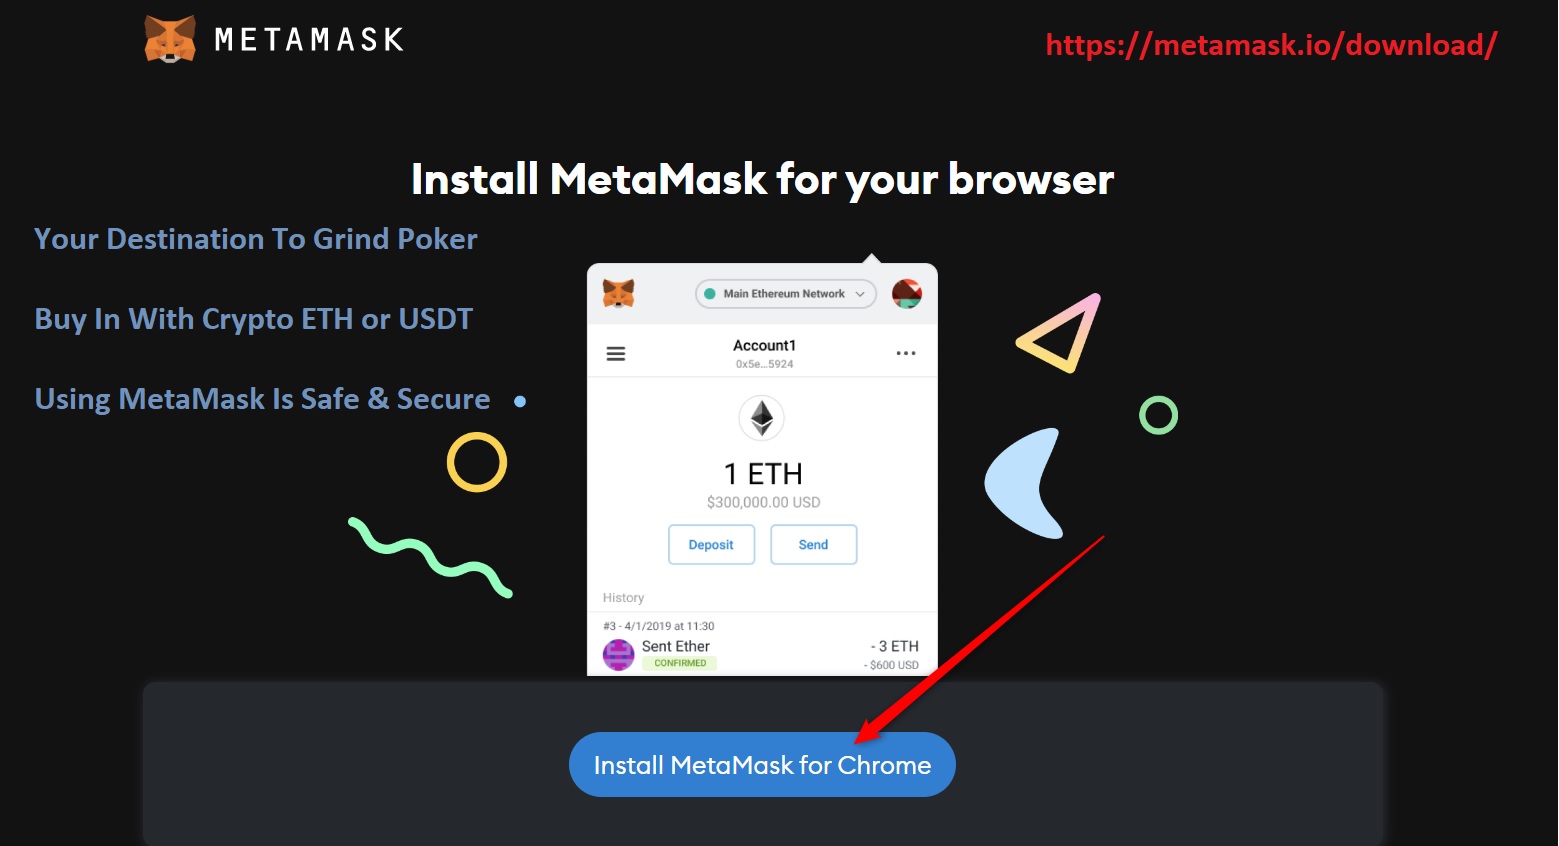 METAMASK
https://metamask.io/download/
Install MetaMask for your browser
Your Destination To Grind Poker
Buy In With Crypto ETH or USDT
Using MetaMask Is Safe & Secure
Main Ethereum Network
Account1
0x5e...5924
1 ETH
$300,000.00 USD
Deposit Send
History
#3 - 4/1/2019 at 11:30
Sent Ether - 3 ETH
CONFIRMED - $600 USD
Install MetaMask for Chrome